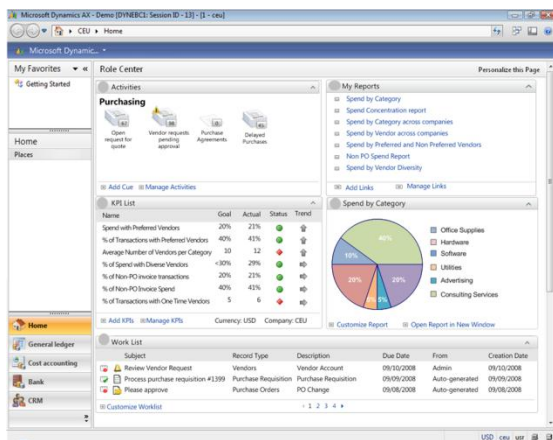 Microsoft Dynamics AX - Demo [DYNEBC1: Session ID - 13] - [1 - ceu]
CEU ▸ Home
Microsoft Dynamic...
My Favorites
Getting Started
Home
Places
Home
General ledger
Cost accounting
Bank
CRM
Role Center
Personalize this Page
Activities
Purchasing
Open request for quote
Vendor requests pending approval
Purchase Agreements
Delayed Purchases
Add Cue
Manage Activities
My Reports
Spend by Category
Spend Concentration report
Spend by Category across companies
Spend by Vendor across companies
Spend by Preferred and Non Preferred Vendors
Non PO Spend Report
Spend by Vendor Diversity
Add Links
Manage Links
KPI List
Name Goal Actual Status Trend
Spend with Preferred Vendors 20% 21%
% of Transactions with Preferred Vendors 40% 41%
Average Number of Vendors per Category 10 12
% of Spend with Diverse Vendors <30% 29%
% of Non-PO Invoice transactions 20% 21%
% of Non-PO Invoice Spend 40% 41%
% of Transactions with One Time Vendors 5 6
Add KPIs Manage KPIs Currency: USD Company: CEU
Spend by Category
10%
29%
5%
29%
Office Supplies
Hardware
Software
Utilities
Advertising
Consulting Services
Customize Report Open Report in New Window
Work List
Subject Record Type Description Due Date From Creation Date
Review Vendor Request Vendors Vendor Account 09/10/2008 Admin 09/10/2008
Process purchase requisition #1399 Purchase Requisition Purchase Requisition 09/09/2008 Auto-generated 09/09/2008
Please approve Purchase Orders PO Change 09/08/2008 Auto-generated 09/08/2008
Customize Worklist
1 2 3 4
USD ceu usr